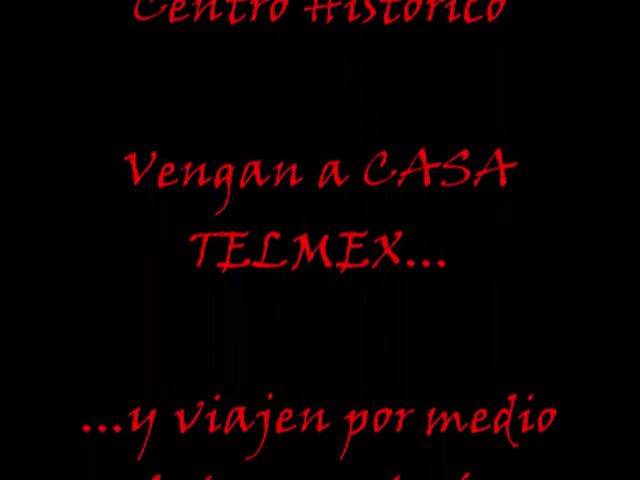 Centro Histórico
Vengan a CASA
TELMEX...
...y viajen por medio